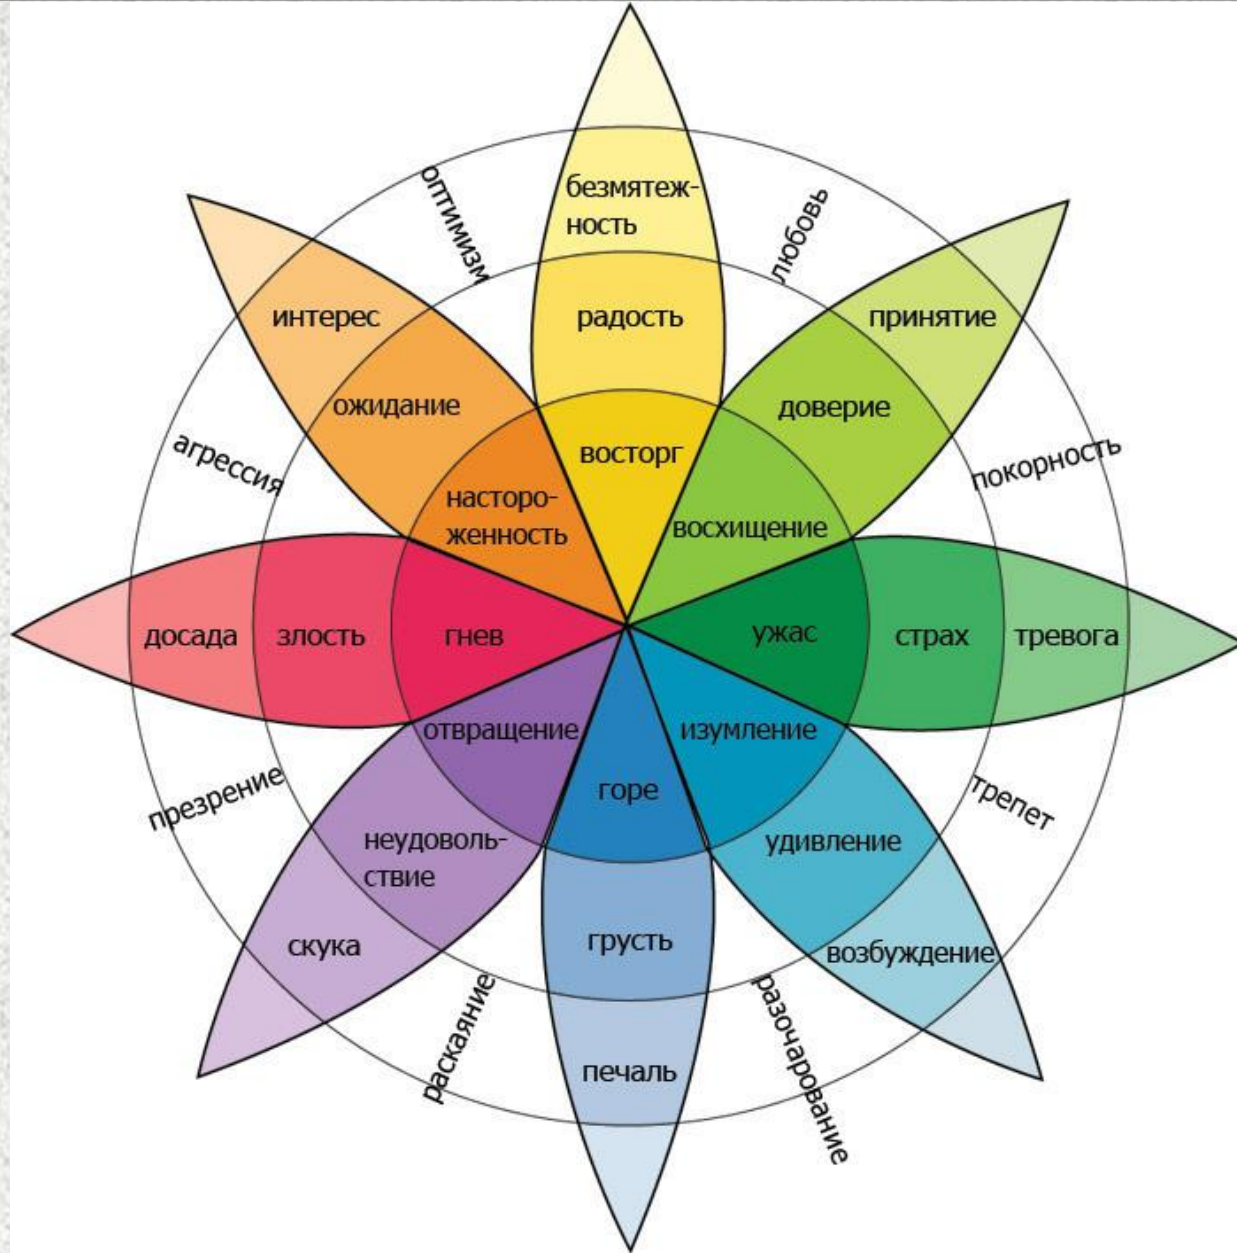 оптимизм
безмятеж-
ность
любовь
интерес
радость
принятие
ожидание
доверие
агрессия
восторг
покорность
насторо-
женность
восхищение
досада
злость
гнев
ужас
страх
тревога
отвращение
изумление
презрение
горе
трепет
неудоволь-
ствие
удивление
скука
грусть
возбуждение
раскаяние
печаль
разочарование